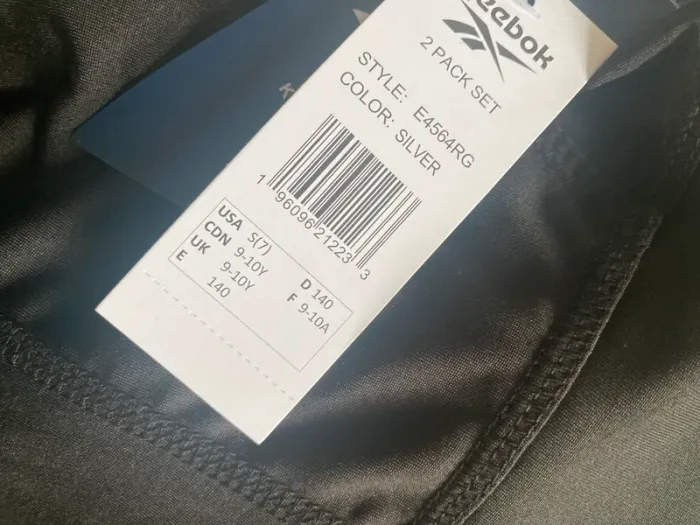 Reebok
2 PACK SET
STYLE: E4564RG
COLOR: SILVER
1 96096 21223 3
USA S(7)
CDN 9-10Y D 140
UK 9-10Y F 9-10A
E 140
K